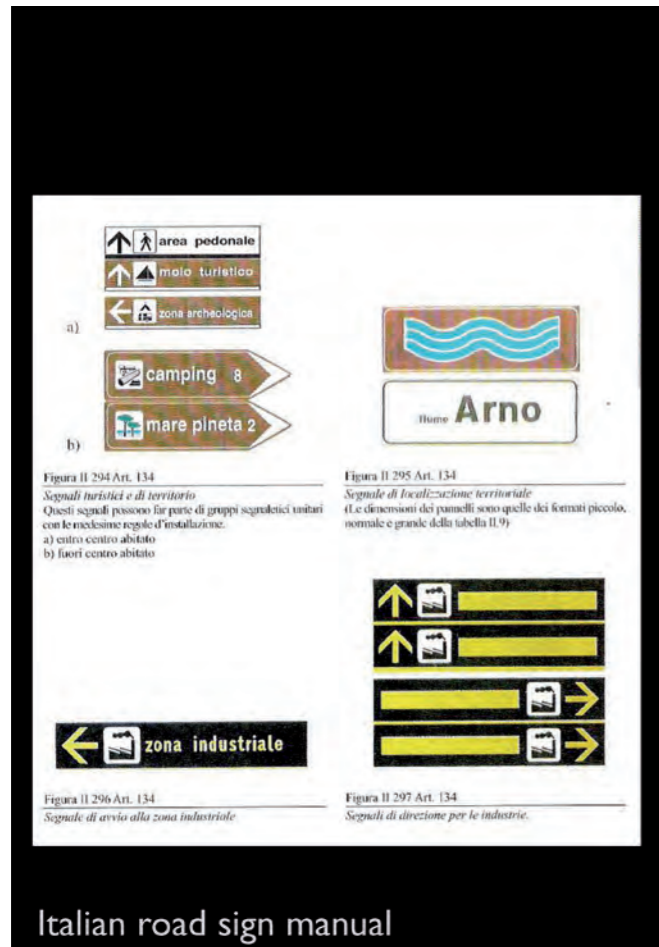 area pedonale
molo turistico
zona archeologica
a)
camping 8
mare pineta 2
b)
Figura II 294 Art. 134
Segnali turistici e di territorio
Questi segnali possono far parte di gruppi segnaletici unitari
con le medesime regole d'installazione.
a) entro centro abitato
b) fuori centro abitato
fiume Arno
Figura II 295 Art. 134
Segnale di localizzazione territoriale
(Le dimensioni dei pannelli sono quelle dei formati piccolo,
normale e grande della tabella II.9)
zona industriale
Figura II 296 Art. 134
Segnale di avvio alla zona industriale
Figura II 297 Art. 134
Segnali di direzione per le industrie.
Italian road sign manual